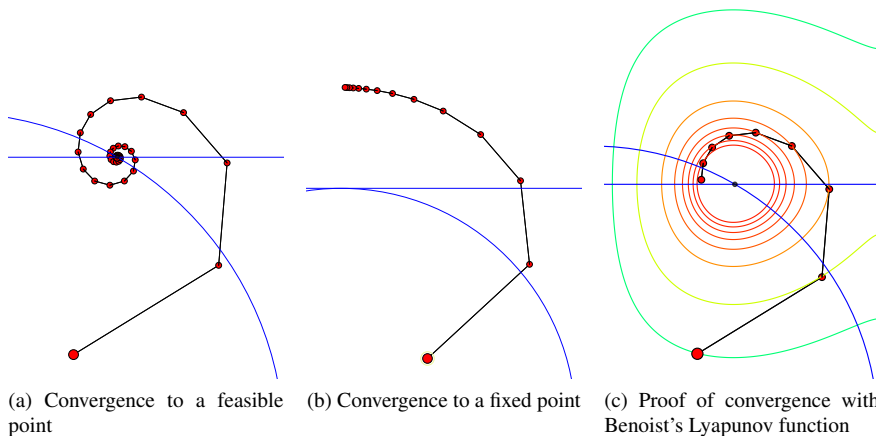 (a) Convergence to a feasible
point
(b) Convergence to a fixed point
(c) Proof of convergence with
Benoist's Lyapunov function